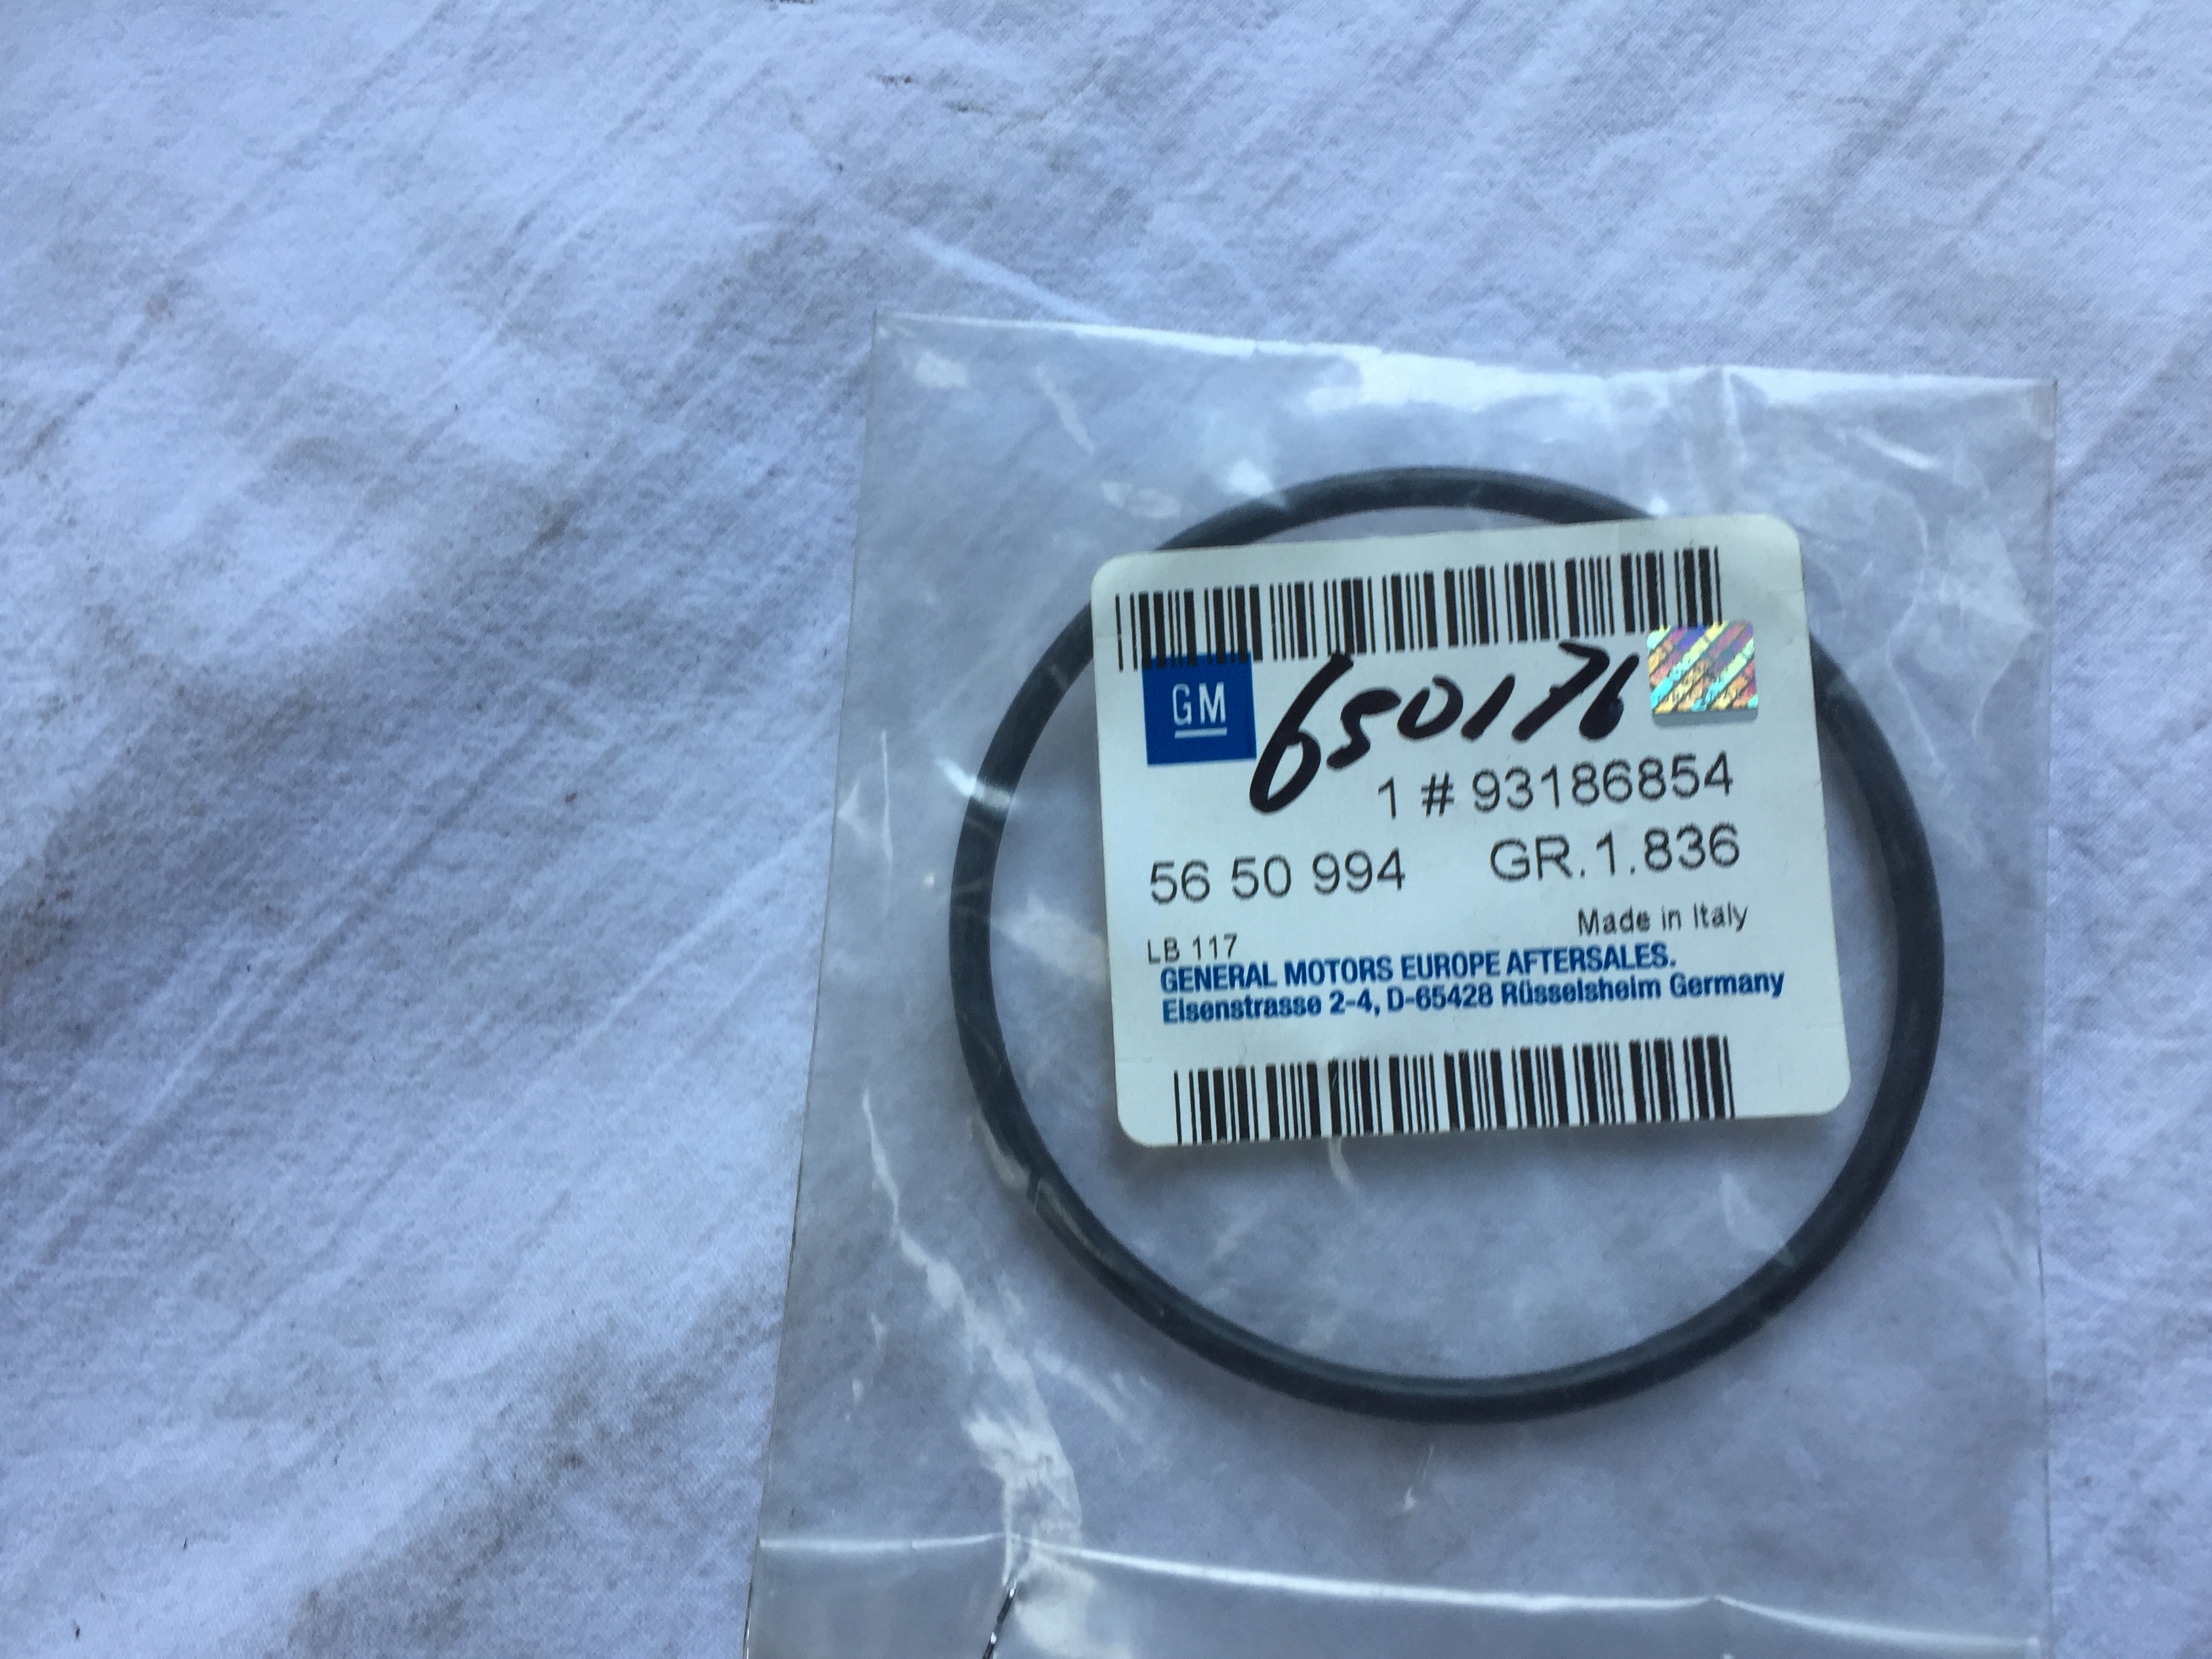 GM
650176
1 # 93186854
56 50 994 GR.1.836
Made in Italy
LB 117
GENERAL MOTORS EUROPE AFTERSALES.
Eisenstrasse 2-4, D-65428 Rüsselsheim Germany